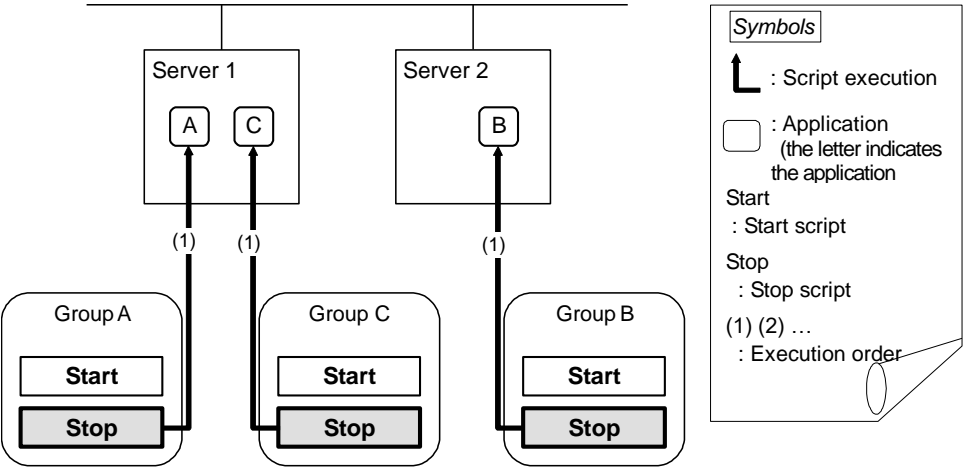 Server 1
Server 2
A
C
B
(1)
(1)
(1)
Group A
Group C
Group B
Start
Start
Start
Stop
Stop
Stop
Symbols
: Script execution
: Application
(the letter indicates
the application
Start
: Start script
Stop
: Stop script
(1) (2) …
: Execution order